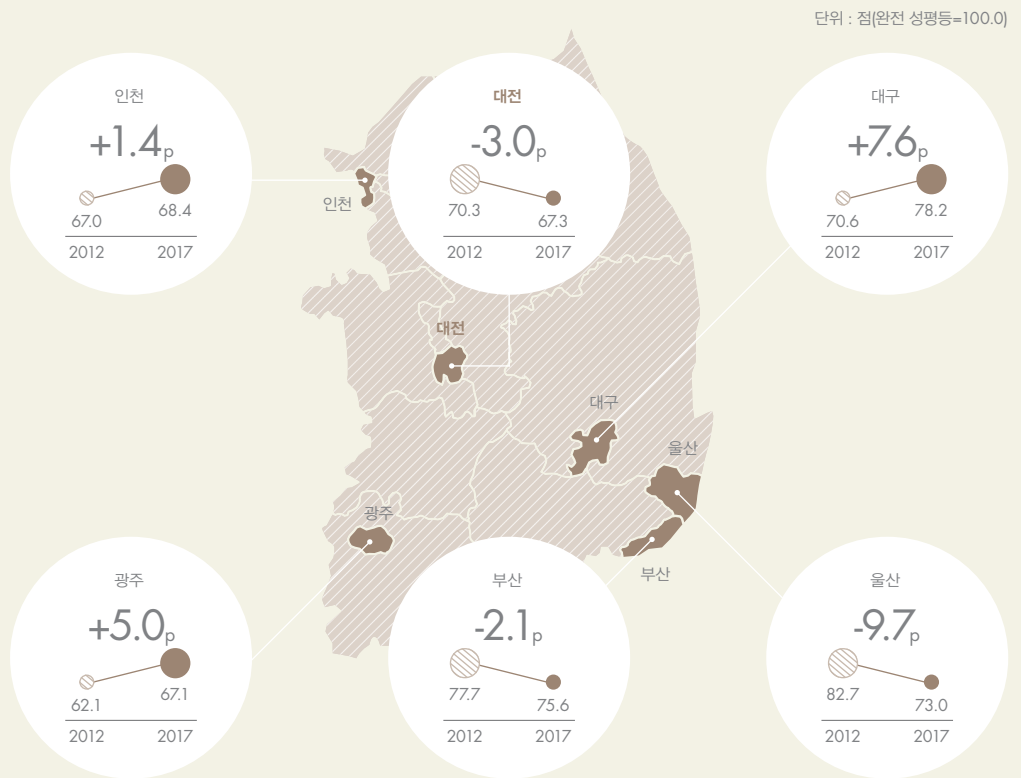 단위 : 점(완전 성평등=100.0)
인천
+1.4p
67.0
68.4
2012
2017
대전
-3.0p
70.3
67.3
2012
2017
대구
+7.6p
70.6
78.2
2012
2017
인천
대전
대구
울산
광주
부산
광주
+5.0p
62.1
67.1
2012
2017
부산
-2.1p
77.7
75.6
2012
2017
울산
-9.7p
82.7
73.0
2012
2017